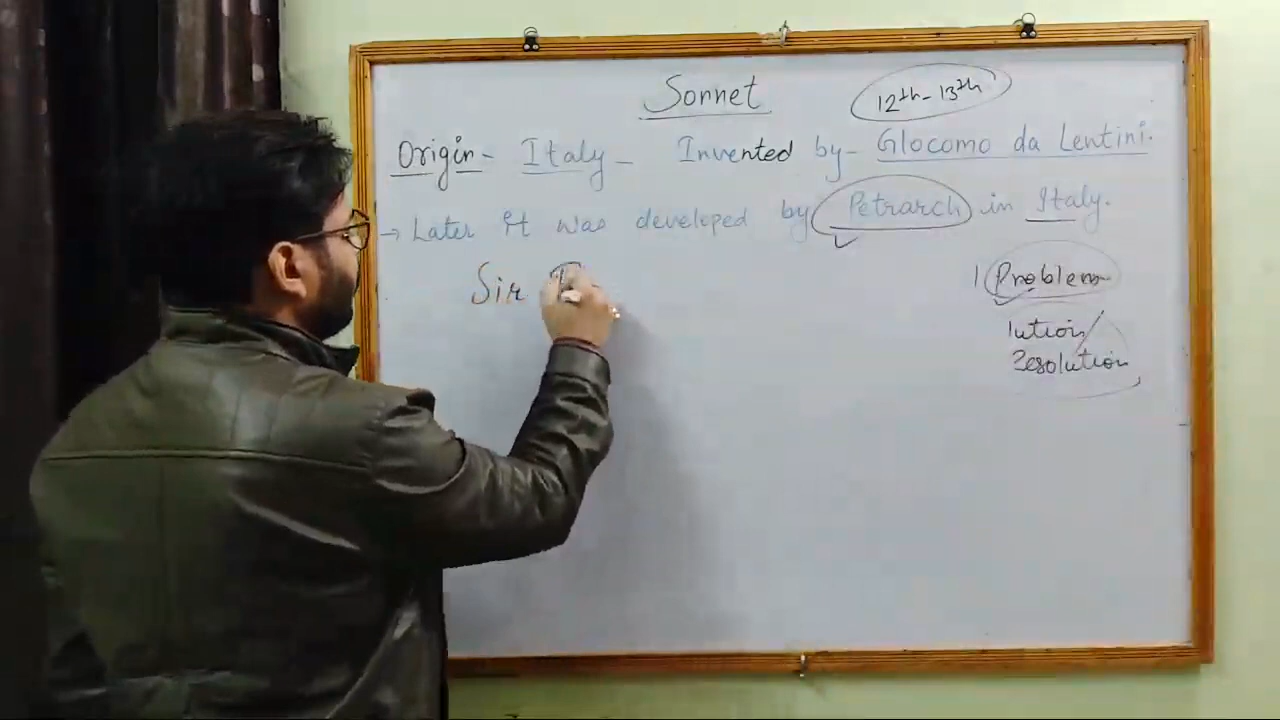 Sonnet
12th - 13th
Origin - Italy - Invented by - Glocomo da Lentini.
→ Later it was developed by Petrarch in Italy.
Sir
Problem
lution/
Resolution